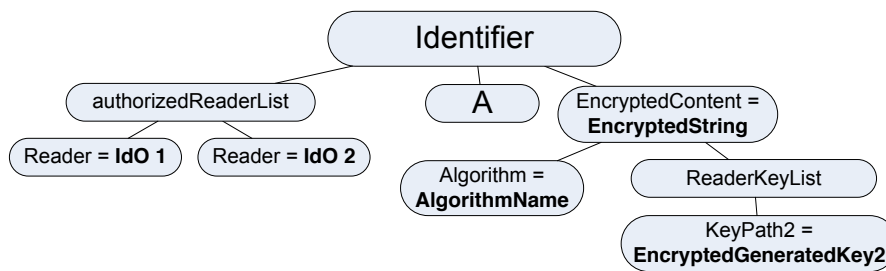 Identifier
authorizedReaderList
A
EncryptedContent =
EncryptedString
Reader = IdO 1
Reader = IdO 2
Algorithm =
AlgorithmName
ReaderKeyList
KeyPath2 =
EncryptedGeneratedKey2